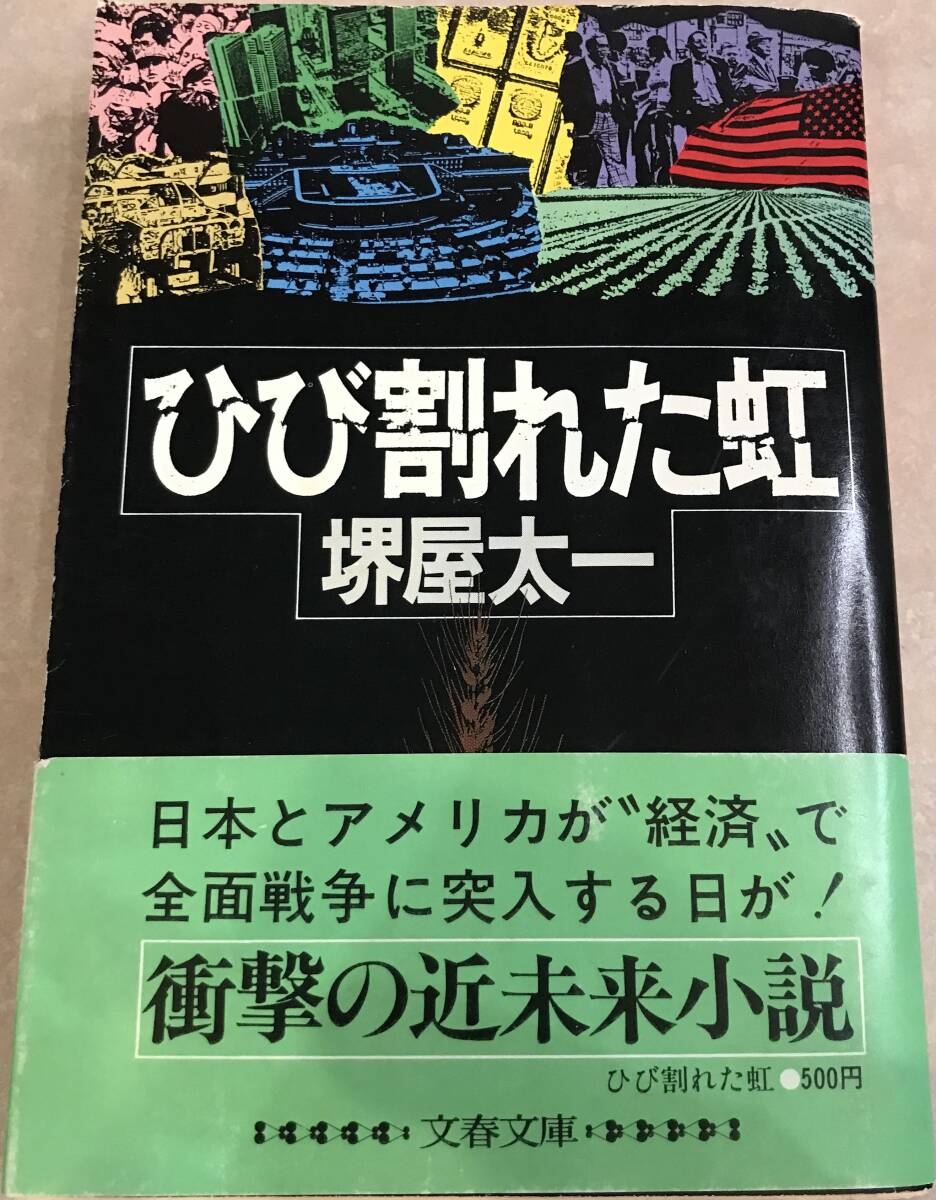 ひび割れた虹
堺屋太一
日本とアメリカが〝経済〟で
全面戦争に突入する日が!
衝撃の近未来小説
ひび割れた虹●500円
文春文庫